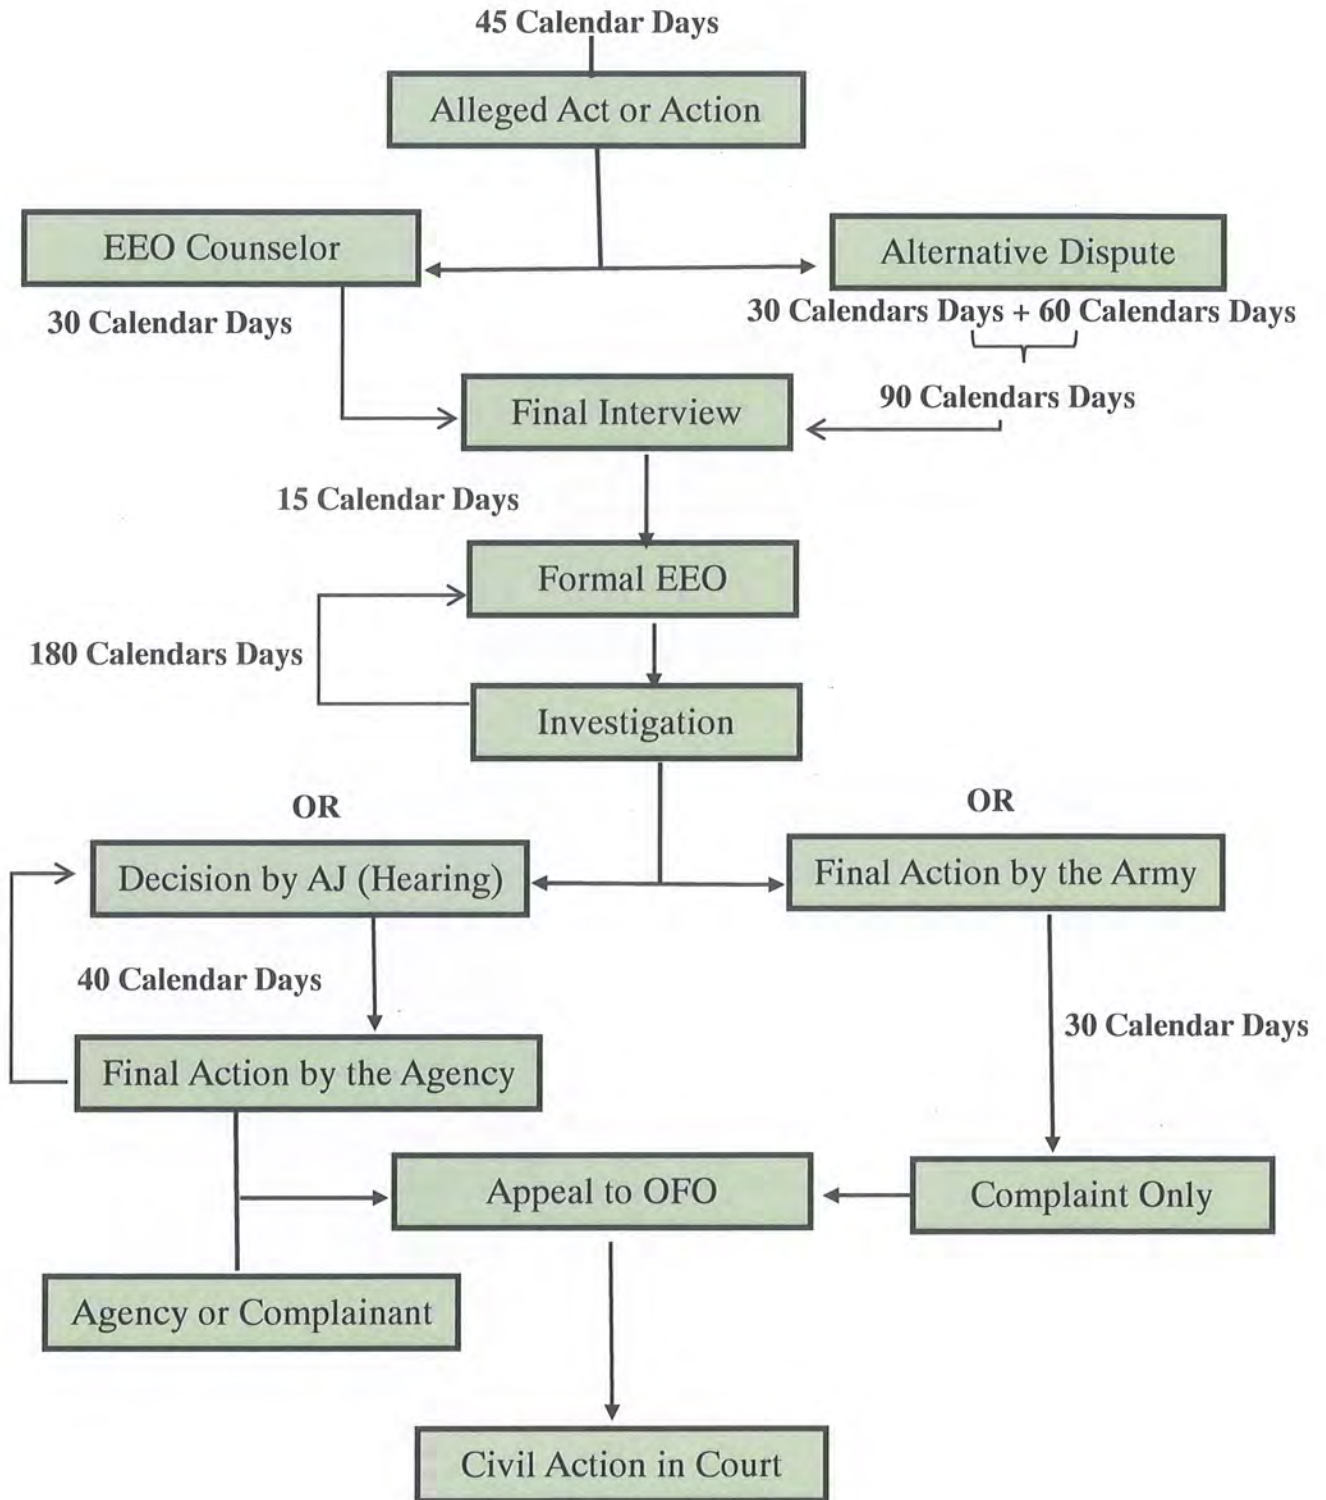 45 Calendar Days
Alleged Act or Action
EEO Counselor
Alternative Dispute
30 Calendar Days
30 Calendars Days + 60 Calendars Days
90 Calendars Days
Final Interview
15 Calendar Days
Formal EEO
180 Calendars Days
Investigation
OR
OR
Decision by AJ (Hearing)
Final Action by the Army
40 Calendar Days
30 Calendar Days
Final Action by the Agency
Appeal to OFO
Complaint Only
Agency or Complainant
Civil Action in Court